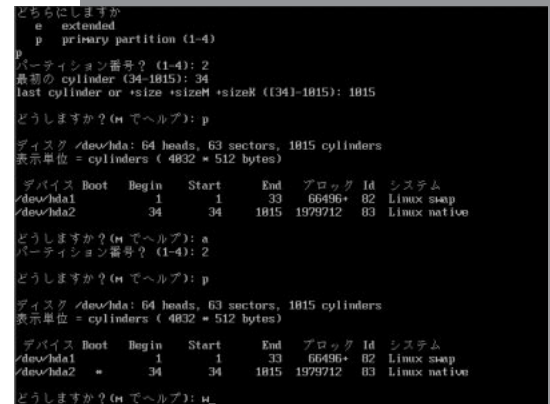 どちらにしますか
e extended
p primary partition (1-4)
p
パーティション番号? (1-4): 2
最初の cylinder (34-1015): 34
last cylinder or +size +sizeM +sizeK ([34]-1015): 1015
どうしますか?(m でヘルプ): p
ディスク /dev/hda: 64 heads, 63 sectors, 1015 cylinders
表示単位 = cylinders ( 4032 * 512 bytes)
デバイス Boot Begin Start End ブロック Id システム
/dev/hda1 1 1 33 66496+ 82 Linux swap
/dev/hda2 34 34 1015 1979712 83 Linux native
どうしますか?(m でヘルプ): a
パーティション番号? (1-4): 2
どうしますか?(m でヘルプ): p
ディスク /dev/hda: 64 heads, 63 sectors, 1015 cylinders
表示単位 = cylinders ( 4032 * 512 bytes)
デバイス Boot Begin Start End ブロック Id システム
/dev/hda1 1 1 33 66496+ 82 Linux swap
/dev/hda2 * 34 34 1015 1979712 83 Linux native
どうしますか?(m でヘルプ): w_